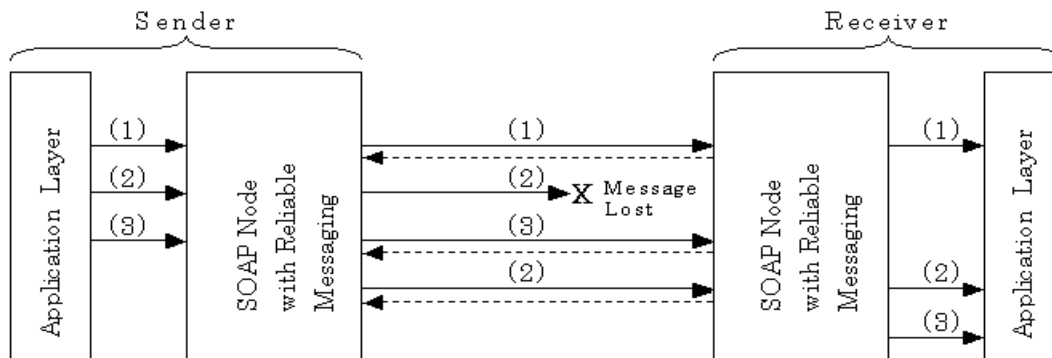 Sender
Receiver
Application Layer
(1)
(2)
(3)
SOAP Node
with Reliable
Messaging
(1)
(2)
X Message
Lost
(3)
(2)
SOAP Node
with Reliable
Messaging
(1)
(2)
(3)
Application Layer